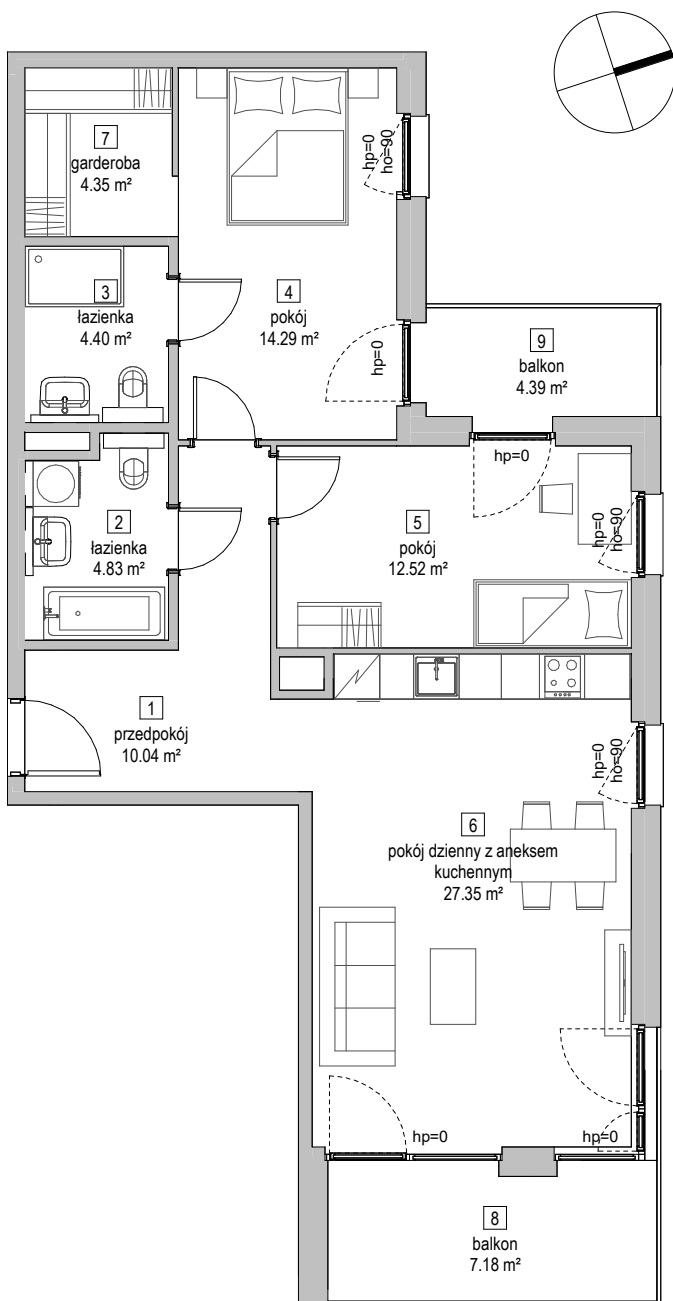 7
garderoba
4.35 m²
hp=0
ho=90
3
łazienka
4.40 m²
4
pokój
14.29 m²
hp=0
9
balkon
4.39 m²
hp=0
2
łazienka
4.83 m²
5
pokój
12.52 m²
hp=0
ho=90
1
przedpokój
10.04 m²
hp=0
ho=90
6
pokój dzienny z aneksem
kuchennym
27.35 m²
hp=0
hp=0
8
balkon
7.18 m²